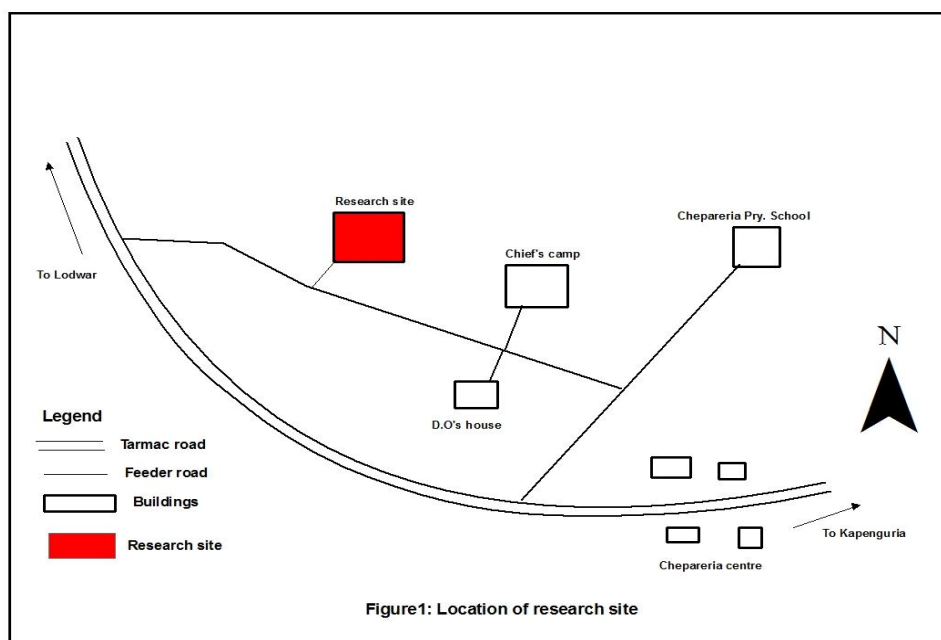 Research site
Chepareria Pry. School
Chief's camp
To Lodwar
N
D.O's house
Legend
Tarmac road
Feeder road
Buildings
Research site
To Kapenguria
Chepareria centre
Figure1: Location of research site